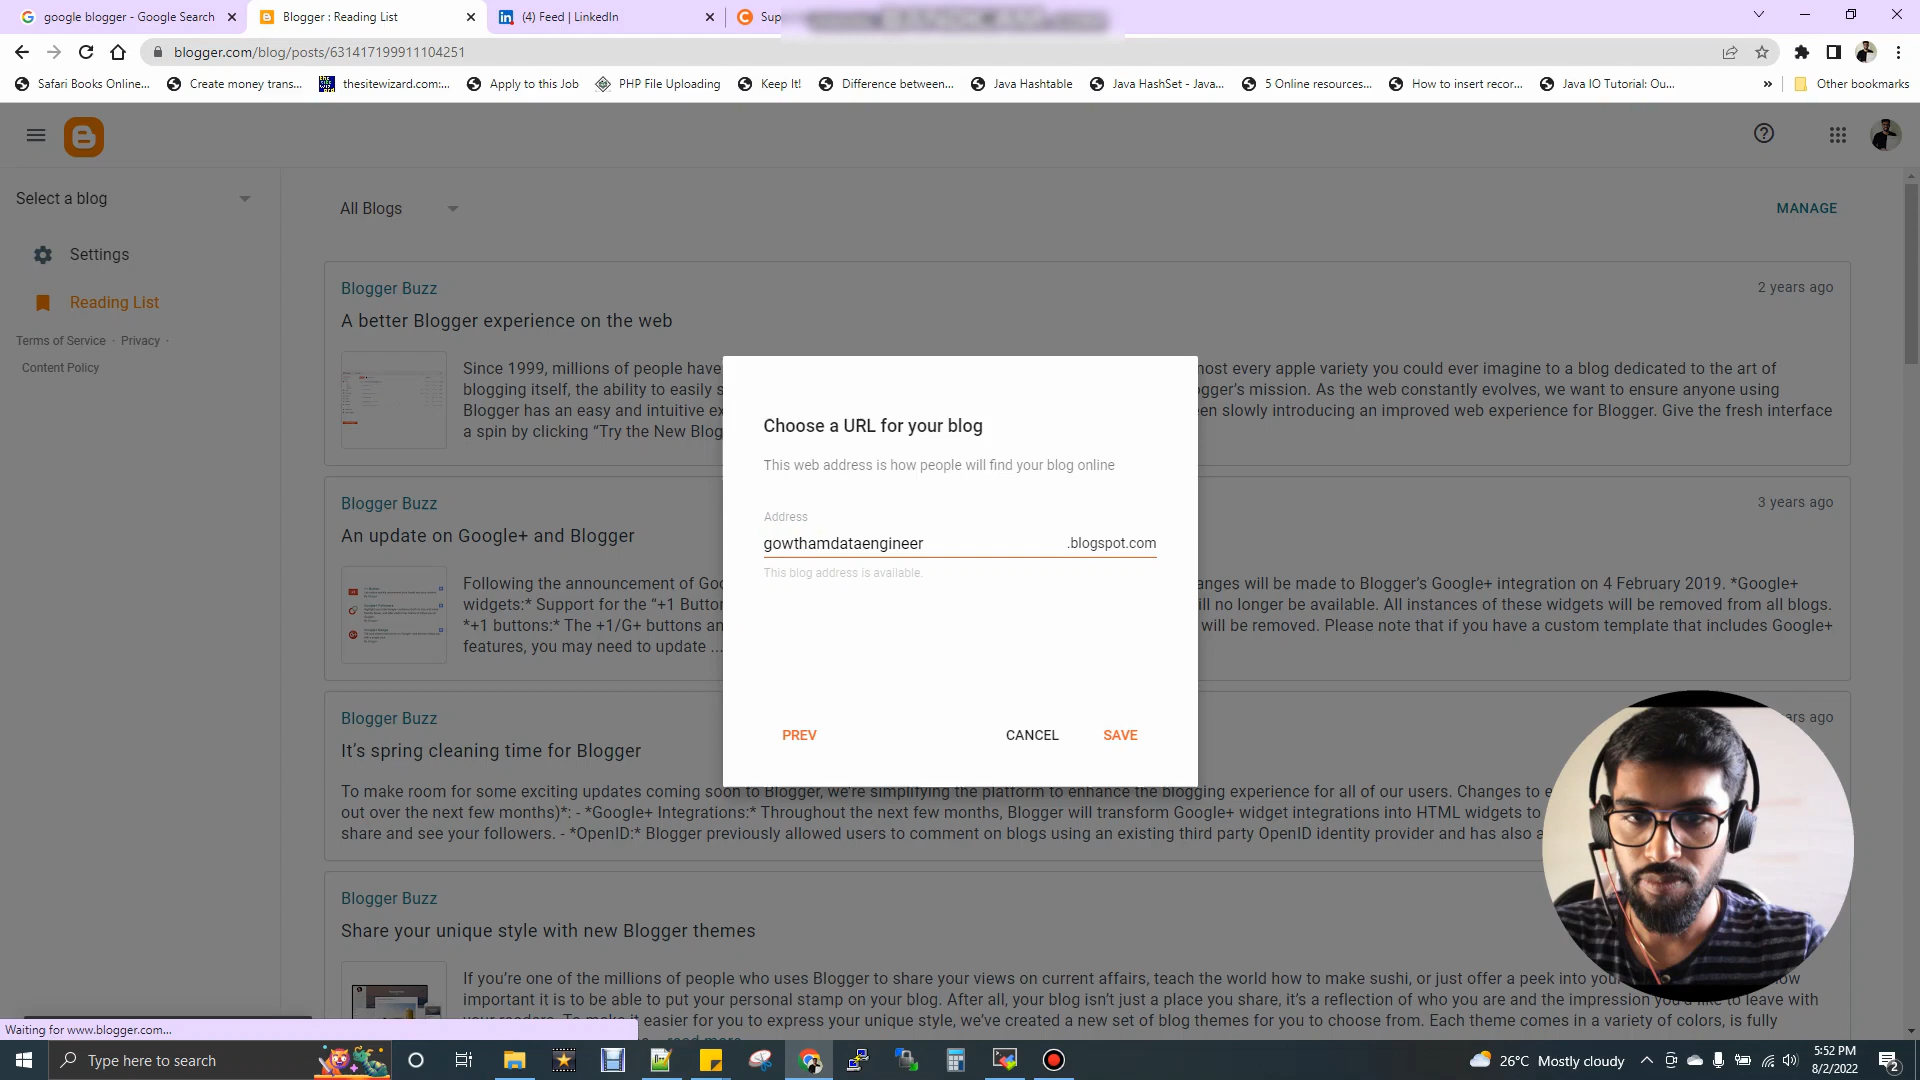 google blogger - Google Search
Blogger : Reading List
(4) Feed | LinkedIn
Sup
blogger.com/blog/posts/631417199911104251
Safari Books Online...
Create money trans...
thesitewizard.com:...
Apply to this Job
PHP File Uploading
Keep It!
Difference between...
Java Hashtable
Java HashSet - Java...
5 Online resources...
How to insert recor...
Java IO Tutorial: Ou...
»
Other bookmarks
Select a blog
All Blogs
MANAGE
Settings
Reading List
Terms of Service · Privacy ·
Content Policy
Blogger Buzz
2 years ago
A better Blogger experience on the web
Since 1999, millions of people have
most every apple variety you could ever imagine to a blog dedicated to the art of
blogging itself, the ability to easily s
ogger's mission. As the web constantly evolves, we want to ensure anyone using
Blogger has an easy and intuitive ex
en slowly introducing an improved web experience for Blogger. Give the fresh interface
a spin by clicking “Try the New Blog
Blogger Buzz
3 years ago
An update on Google+ and Blogger
Following the announcement of Goo
anges will be made to Blogger's Google+ integration on 4 February 2019. *Google+
widgets:* Support for the “+1 Button
ill no longer be available. All instances of these widgets will be removed from all blogs.
*+1 buttons:* The +1/G+ buttons an
will be removed. Please note that if you have a custom template that includes Google+
features, you may need to update ...
Choose a URL for your blog
This web address is how people will find your blog online
Address
gowthamdataengineer
.blogspot.com
This blog address is available.
PREV
CANCEL
SAVE
Blogger Buzz
ars ago
It's spring cleaning time for Blogger
To make room for some exciting updates coming soon to Blogger, we're simplifying the platform to enhance the blogging experience for all of our users. Changes to e
out over the next few months)*: - *Google+ Integrations:* Throughout the next few months, Blogger will transform Google+ widget integrations into HTML widgets to
share and see your followers. - *OpenID:* Blogger previously allowed users to comment on blogs using an existing third party OpenID identity provider and has also a
Blogger Buzz
Share your unique style with new Blogger themes
If you're one of the millions of people who uses Blogger to share your views on current affairs, teach the world how to make sushi, or just offer a peek into you
now
important it is to be able to put your personal stamp on your blog. After all, your blog isn't just a place you share, it's a reflection of who you are and the impression you'd like to leave with
your readers. To make it easier for you to express your unique style, we've created a new set of blog themes for you to choose from. Each theme comes in a variety of colors, is fully
Waiting for www.blogger.com...
Type here to search
26°C Mostly cloudy
5:52 PM
8/2/2022
2